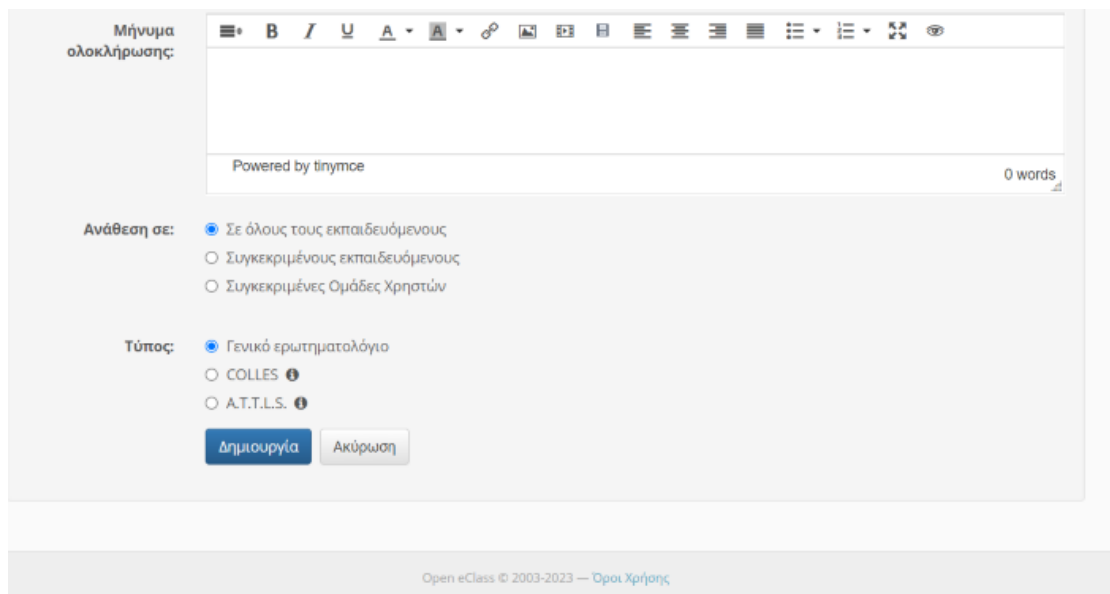 Μήνυμα
ολοκλήρωσης:
B I U A A
Powered by tinymce
0 words
Ανάθεση σε:
Σε όλους τους εκπαιδευόμενους
Συγκεκριμένους εκπαιδευόμενους
Συγκεκριμένες Ομάδες Χρηστών
Τύπος:
Γενικό ερωτηματολόγιο
COLLES
A.T.T.L.S.
Δημιουργία Ακύρωση
Open eClass © 2003-2023 — Όροι Χρήσης